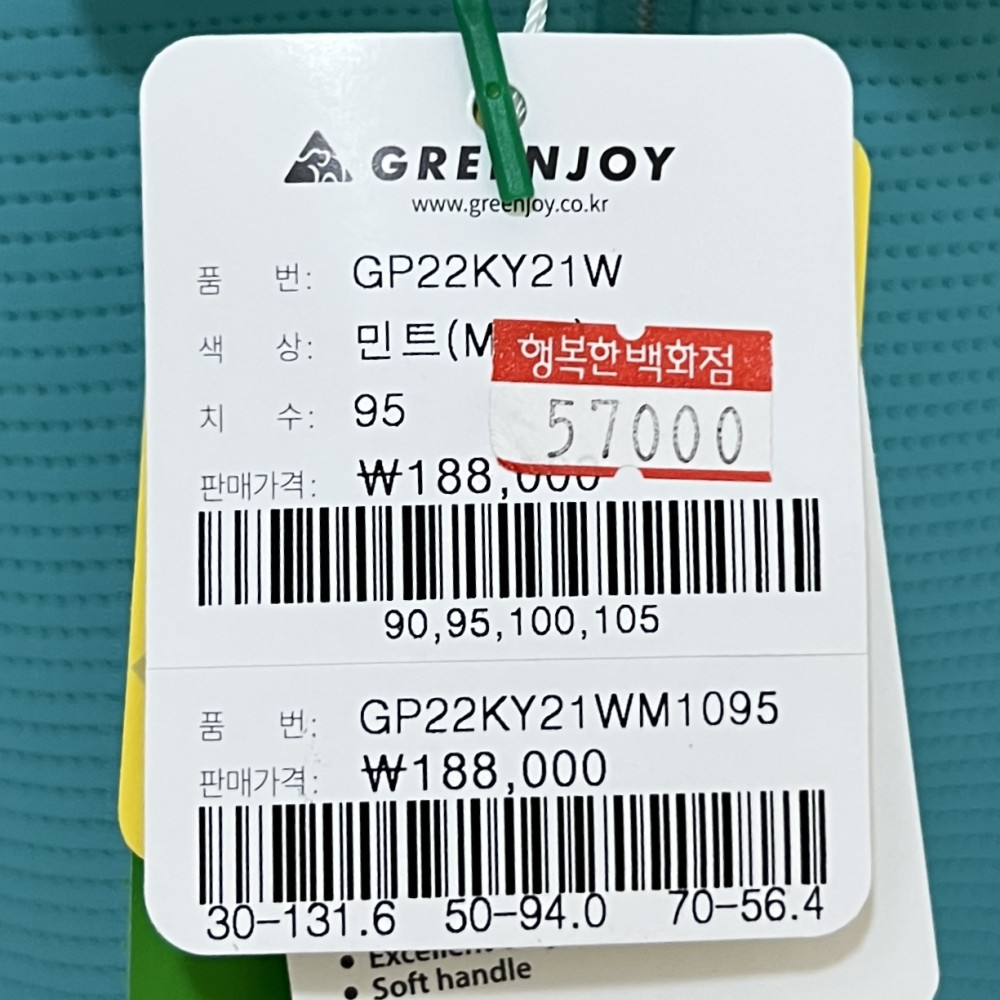 GREENJOY
www.greenjoy.co.kr
품 번: GP22KY21W
색 상: 민트(M
행복한백화점
57000
치 수: 95
판매가격: ₩188,000
90,95,100,105
품 번: GP22KY21WM1095
판매가격: ₩188,000
30-131.6 50-94.0 70-56.4
Soft handle